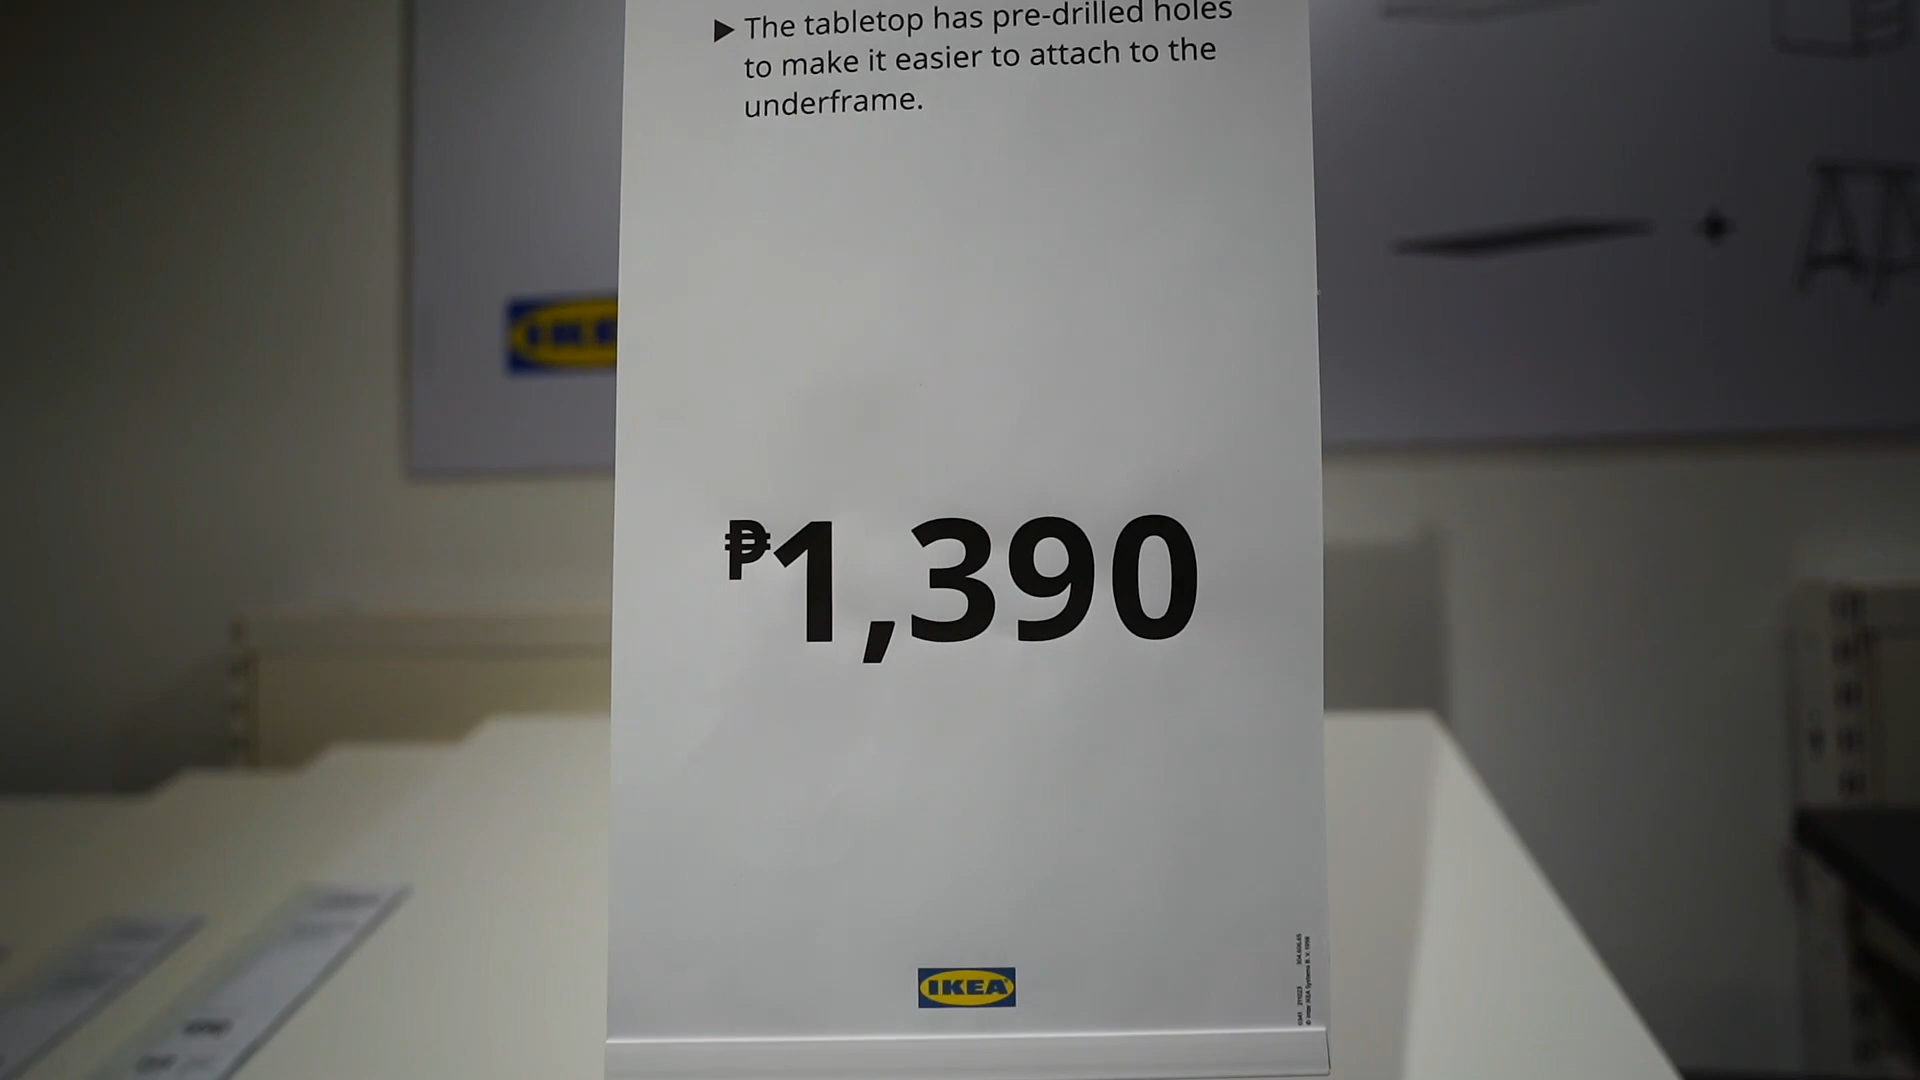 ▶ The tabletop has pre-drilled holes
to make it easier to attach to the
underframe.
₱1,390
IKEA